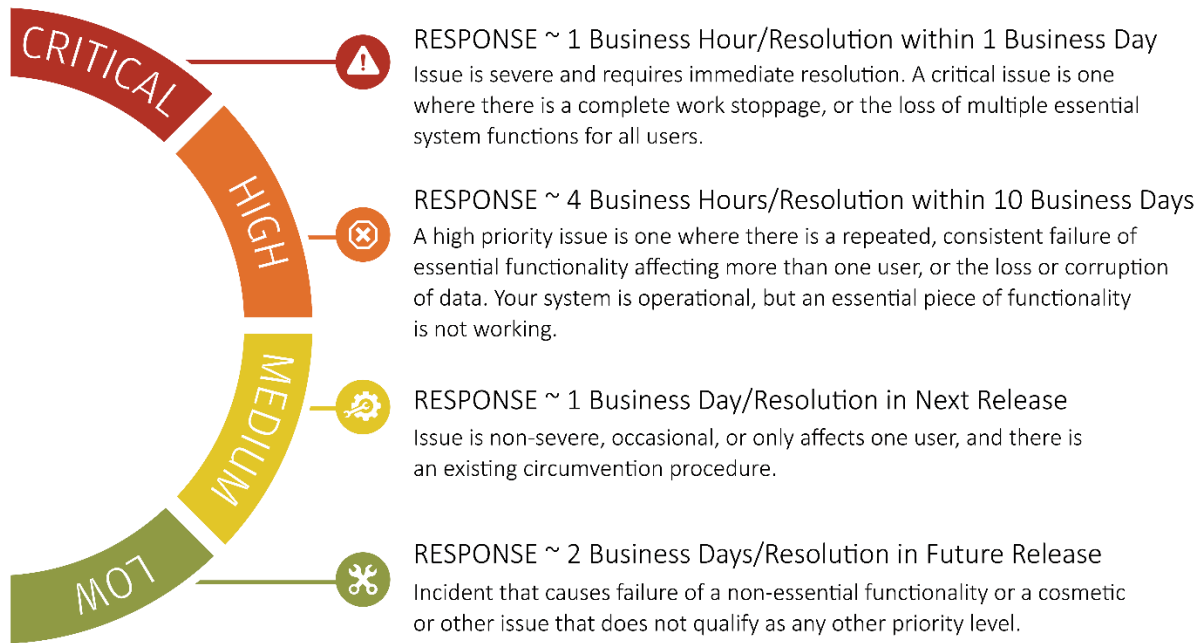 CRITICAL
RESPONSE ~ 1 Business Hour/Resolution within 1 Business Day
Issue is severe and requires immediate resolution. A critical issue is one
where there is a complete work stoppage, or the loss of multiple essential
system functions for all users.
HIGH
RESPONSE ~ 4 Business Hours/Resolution within 10 Business Days
A high priority issue is one where there is a repeated, consistent failure of
essential functionality affecting more than one user, or the loss or corruption
of data. Your system is operational, but an essential piece of functionality
is not working.
MEDIUM
RESPONSE ~ 1 Business Day/Resolution in Next Release
Issue is non-severe, occasional, or only affects one user, and there is
an existing circumvention procedure.
LOW
RESPONSE ~ 2 Business Days/Resolution in Future Release
Incident that causes failure of a non-essential functionality or a cosmetic
or other issue that does not qualify as any other priority level.